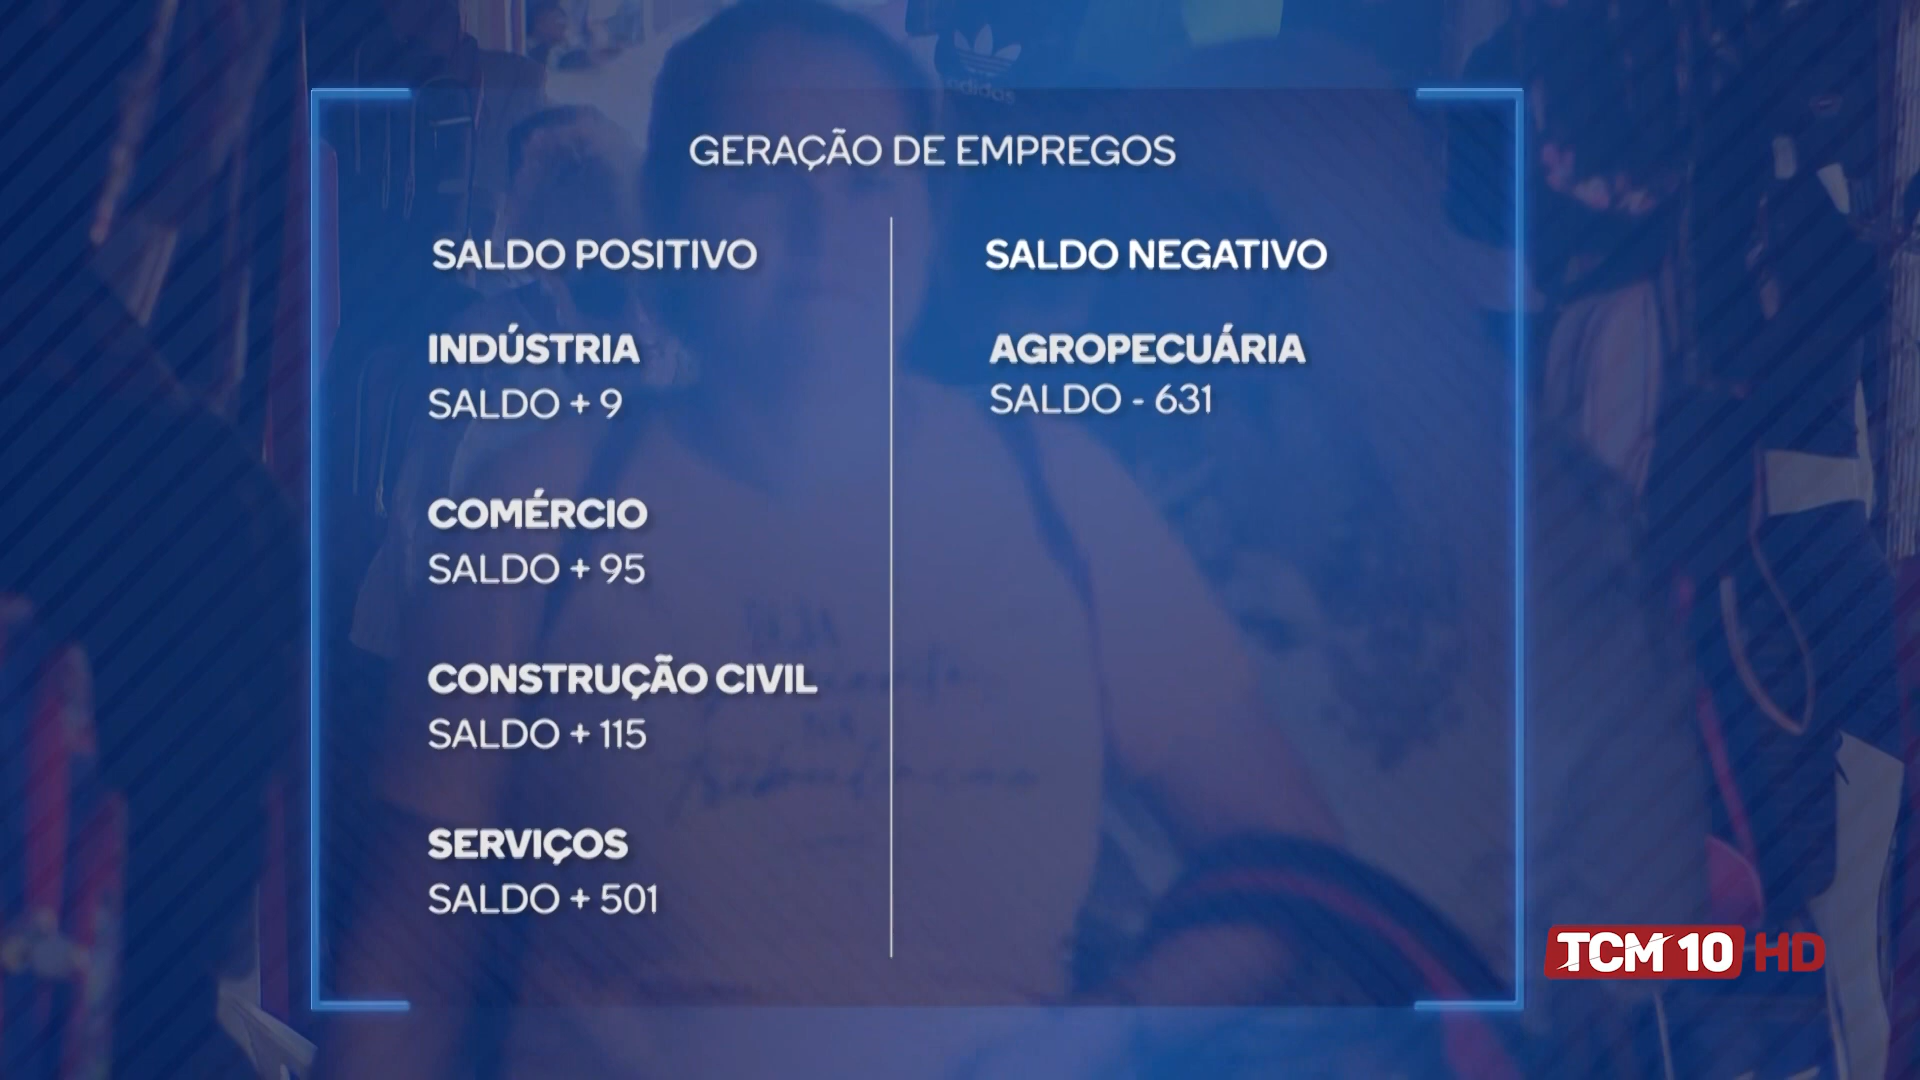 adidas
GERAÇÃO DE EMPREGOS
SALDO POSITIVO
INDÚSTRIA
SALDO + 9
COMÉRCIO
SALDO + 95
CONSTRUÇÃO CIVIL
SALDO + 115
SERVIÇOS
SALDO + 501
SALDO NEGATIVO
AGROPECUÁRIA
SALDO - 631
TCM 10 HD